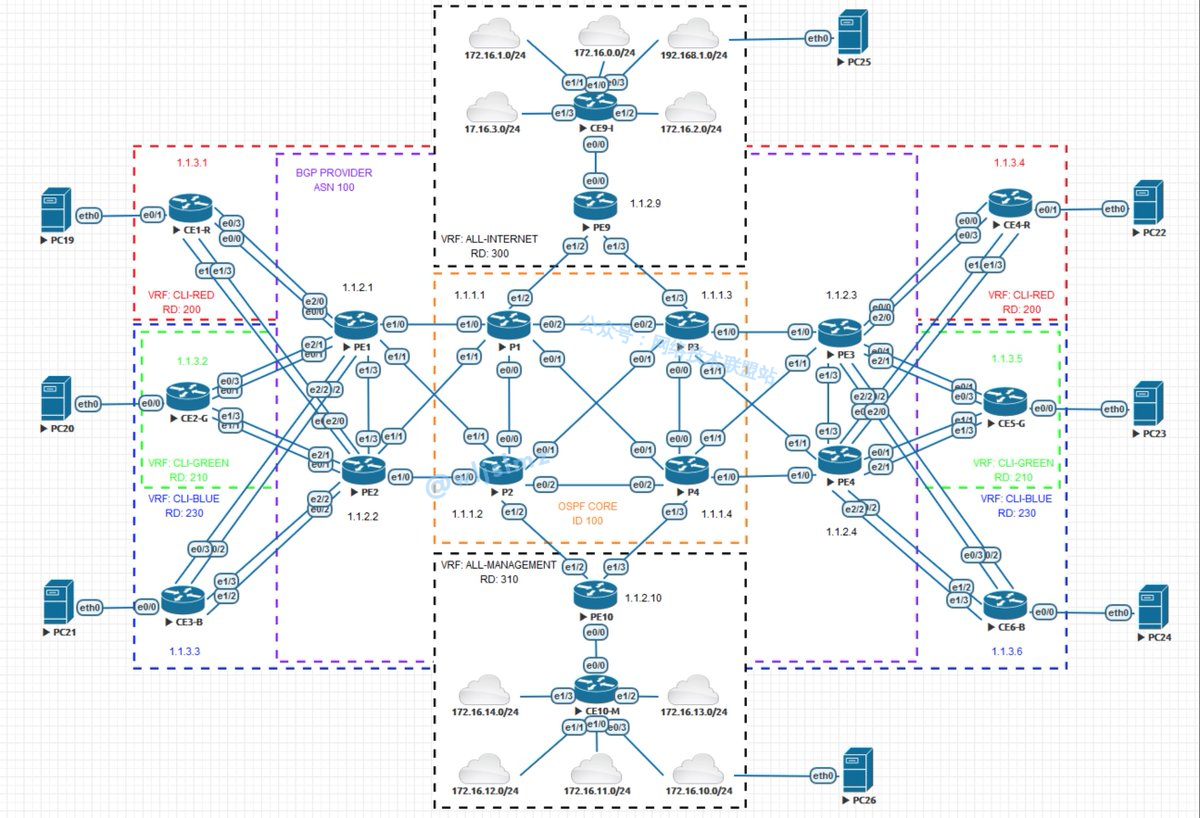 172.16.1.0/24
172.16.0.0/24
192.168.1.0/24
eth0
PC25
e1/1
e1/0
e0/3
e1/3
e1/2
17.16.3.0/24
CE9-I
172.16.2.0/24
e0/0
e0/0
PE9
1.1.2.9
VRF: ALL-INTERNET
RD: 300
e1/2
e1/3
1.1.3.1
BGP PROVIDER
ASN 100
PC19
eth0
e0/1
CE1-R
e0/3
e0/0
e1/3
VRF: CLI-RED
RD: 200
1.1.2.1
e2/0
e0/0
PE1
e1/0
e1/1
e1/3
e2/1
1.1.3.2
PC20
eth0
e0/0
CE2-G
e0/3
e0/1
e1/3
e1/1
VRF: CLI-GREEN
RD: 210
e2/2
e2/0
e1/3
e1/1
e2/1
e0/1
PE2
e1/0
e2/2
e0/2
1.1.2.2
VRF: CLI-BLUE
RD: 230
e0/3
e1/3
e1/2
PC21
eth0
e0/0
CE3-B
1.1.3.3
1.1.1.1
e1/2
e1/0
P1
e0/2
e1/1
e0/1
e0/0
1.1.1.3
e1/3
e0/2
P3
e1/0
e0/1
e1/1
e0/0
公众号：网络技术联盟站
e0/0
e1/1
e0/1
e1/0
P2
e0/2
e1/2
1.1.1.2
OSPF CORE
ID 100
e0/0
e0/1
e1/1
e0/2
P4
e1/0
e1/3
1.1.1.4
1.1.2.3
e0/0
e2/0
e1/0
PE3
e1/1
e1/3
e0/1
e2/1
e2/2
e2/0
e1/3
e1/1
e1/0
PE4
e0/1
e2/1
e2/2
1.1.2.4
1.1.3.4
e0/0
e0/3
CE4-R
e0/1
eth0
PC22
e1/3
VRF: CLI-RED
RD: 200
1.1.3.5
e0/1
e0/3
CE5-G
e0/0
eth0
PC23
e1/1
e1/3
VRF: CLI-GREEN
RD: 210
VRF: CLI-BLUE
RD: 230
e0/3
e1/2
e1/3
CE6-B
e0/0
eth0
PC24
1.1.3.6
VRF: ALL-MANAGEMENT
RD: 310
e1/2
e1/3
PE10
1.1.2.10
e0/0
e0/0
e1/3
e1/2
CE10-M
172.16.14.0/24
172.16.13.0/24
e1/1
e1/0
e0/3
172.16.12.0/24
172.16.11.0/24
172.16.10.0/24
eth0
PC26